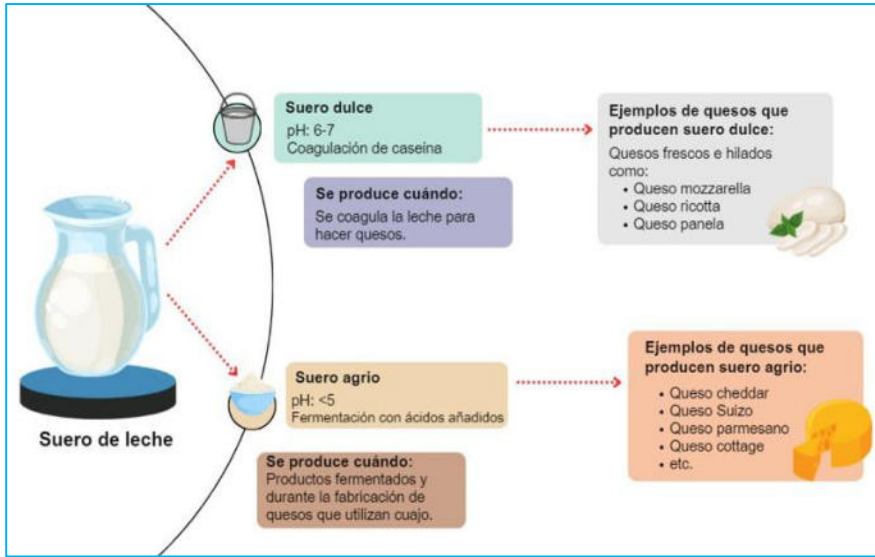 Suero de leche
Suero dulce
pH: 6-7
Coagulación de caseína
Se produce cuándo:
Se coagula la leche para
hacer quesos.
Ejemplos de quesos que
producen suero dulce:
Quesos frescos e hilados
como:
• Queso mozzarella
• Queso ricotta
• Queso panela
Suero agrio
pH: <5
Fermentación con ácidos añadidos
Se produce cuándo:
Productos fermentados y
durante la fabricación de
quesos que utilizan cuajo.
Ejemplos de quesos que
producen suero agrio:
• Queso cheddar
• Queso Suizo
• Queso parmesano
• Queso cottage
• etc.